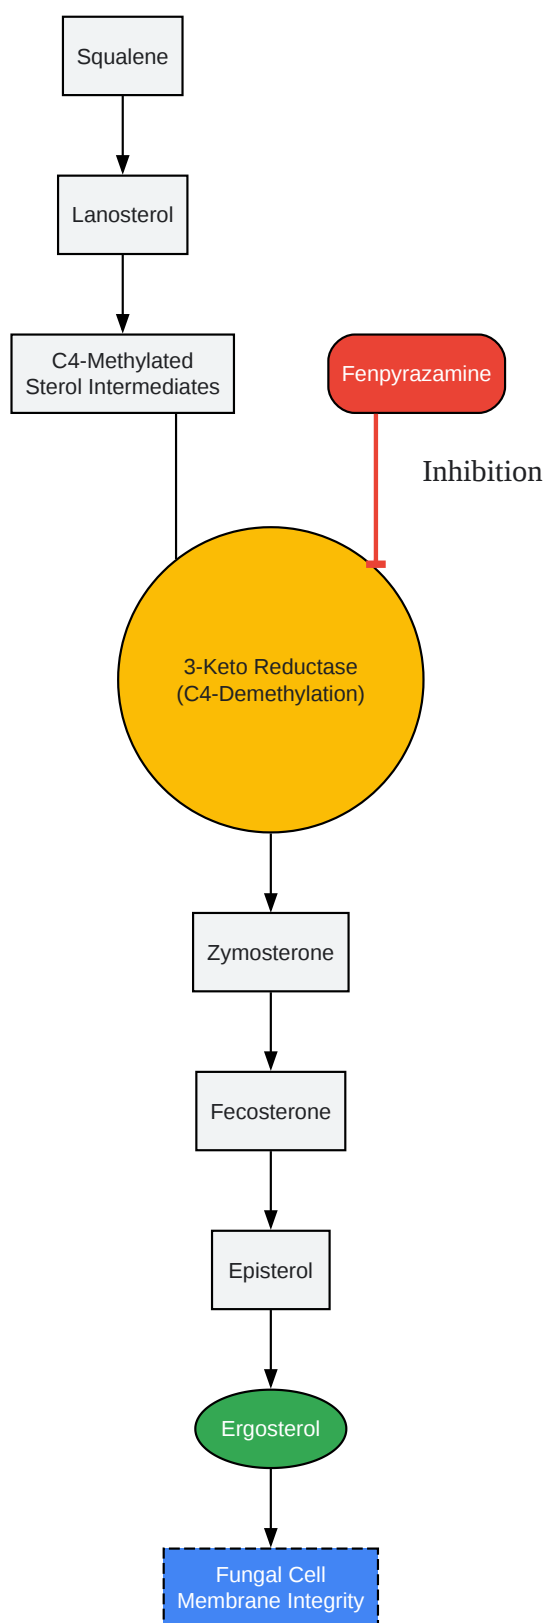 Squalene
Lanosterol
C4-Methylated
Sterol Intermediates
Fenpyrazamine
Inhibition
3-Keto Reductase
(C4-Demethylation)
Zymosterone
Fecosterone
Episterol
Ergosterol
Fungal Cell
Membrane Integrity